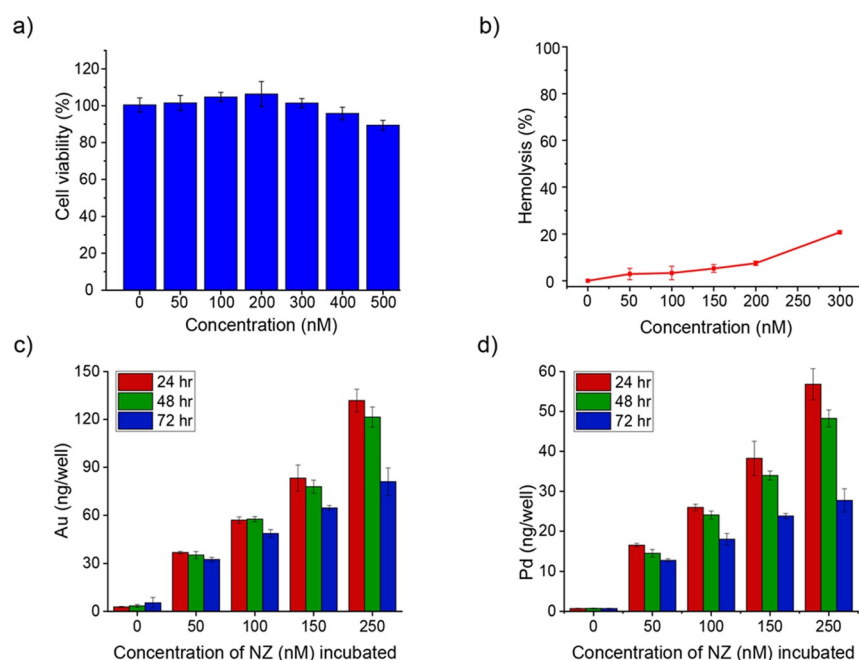 a)
120
100
80
60
40
20
0
Cell viability (%)
0 50 100 200 300 400 500
Concentration (nM)
b)
100
80
60
40
20
0
Hemolysis (%)
0 50 100 150 200 250 300
Concentration (nM)
c)
150
120
90
60
30
0
Au (ng/well)
24 hr
48 hr
72 hr
0 50 100 150 250
Concentration of NZ (nM) incubated
d)
60
50
40
30
20
10
0
Pd (ng/well)
24 hr
48 hr
72 hr
0 50 100 150 250
Concentration of NZ (nM) incubated